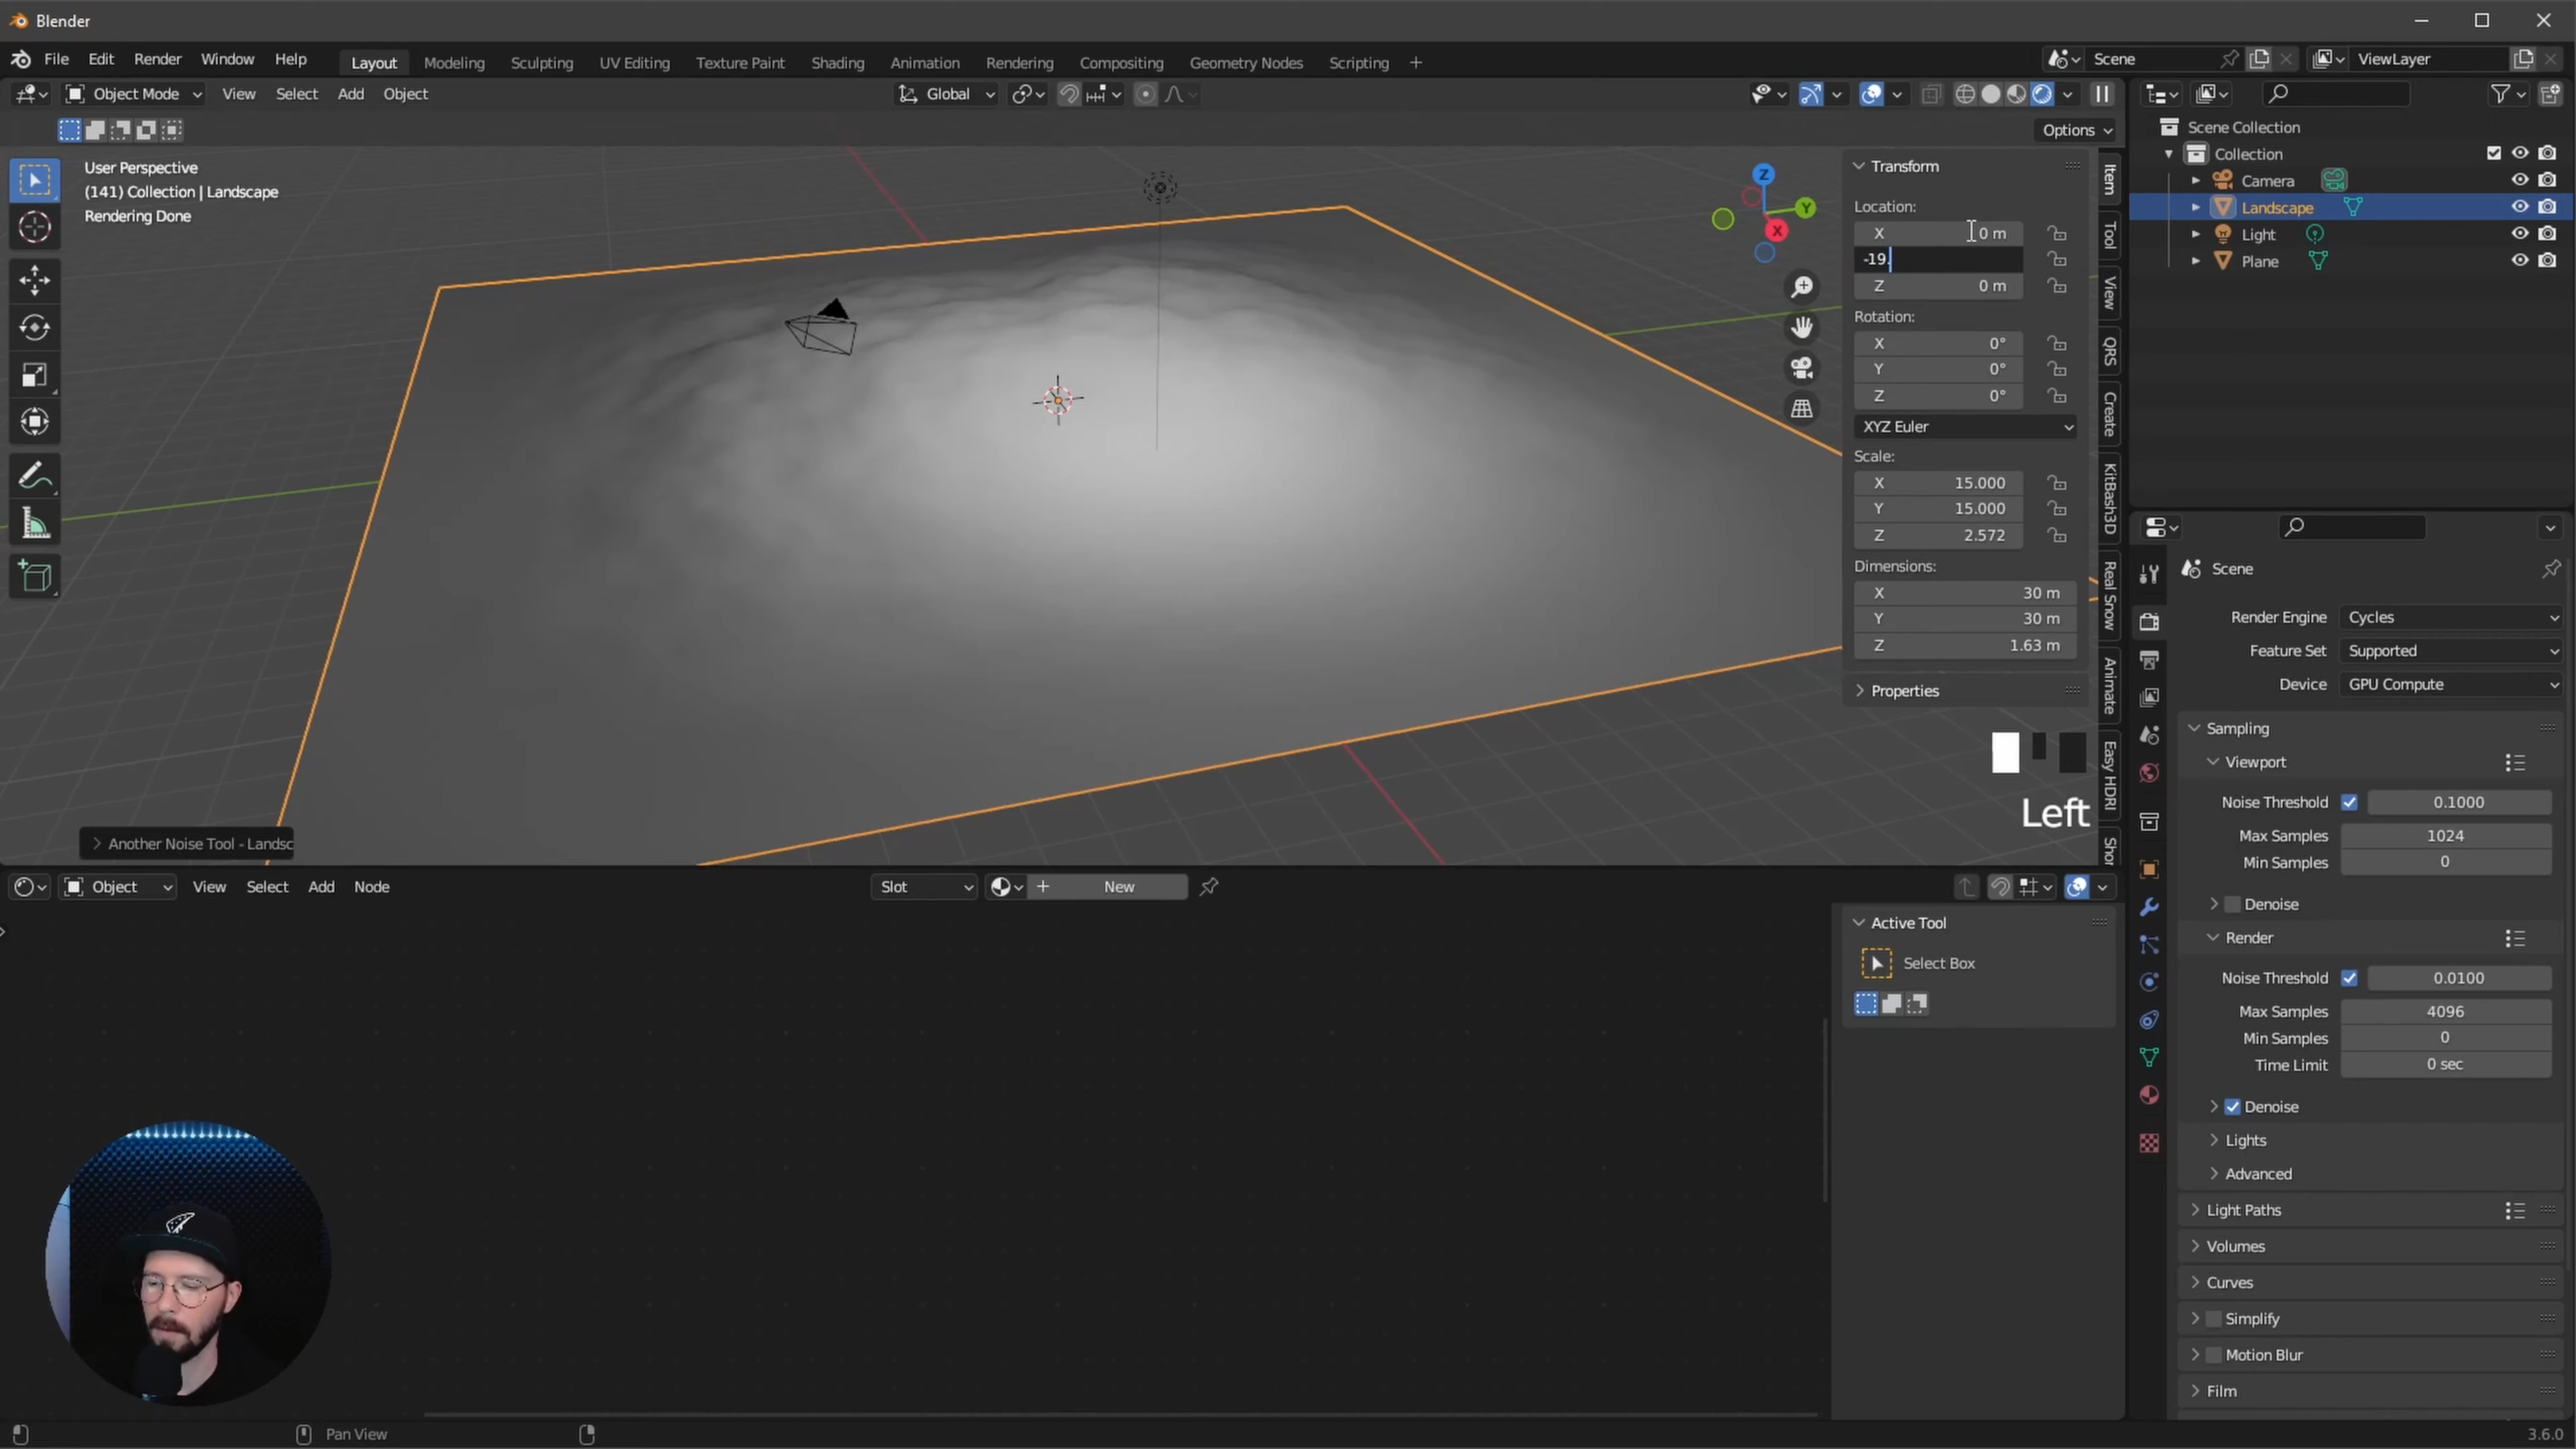 Blender
File Edit Render Window Help
Layout Modeling Sculpting UV Editing Texture Paint Shading Animation Rendering Compositing Geometry Nodes Scripting +
Scene
ViewLayer
Object Mode View Select Add Object
Global
Options
User Perspective
(141) Collection | Landscape
Rendering Done
Z
Y
X
Transform
Location:
X 0 m
-19.
Z 0 m
Rotation:
X 0°
Y 0°
Z 0°
XYZ Euler
Scale:
X 15.000
Y 15.000
Z 2.572
Dimensions:
X 30 m
Y 30 m
Z 1.63 m
Properties
Item
Tool
View
QRS
Create
KitBash3D
Real Snow
Animate
Easy HDRI
Shor
Left
Another Noise Tool - Landsc
Scene Collection
Collection
Camera
Landscape
Light
Plane
Scene
Render Engine Cycles
Feature Set Supported
Device GPU Compute
Sampling
Viewport
Noise Threshold 0.1000
Max Samples 1024
Min Samples 0
Denoise
Render
Noise Threshold 0.0100
Max Samples 4096
Min Samples 0
Time Limit 0 sec
Denoise
Lights
Advanced
Light Paths
Volumes
Curves
Simplify
Motion Blur
Film
Object View Select Add Node
Slot
New
Active Tool
Select Box
Pan View
3.6.0